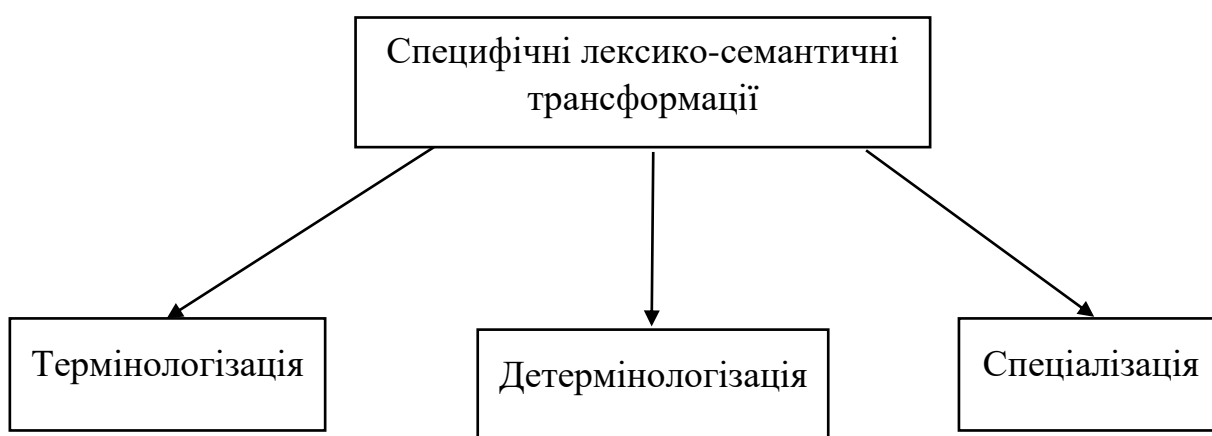 Специфічні лексико-семантичні
трансформації
Термінологізація
Детермінологізація
Спеціалізація